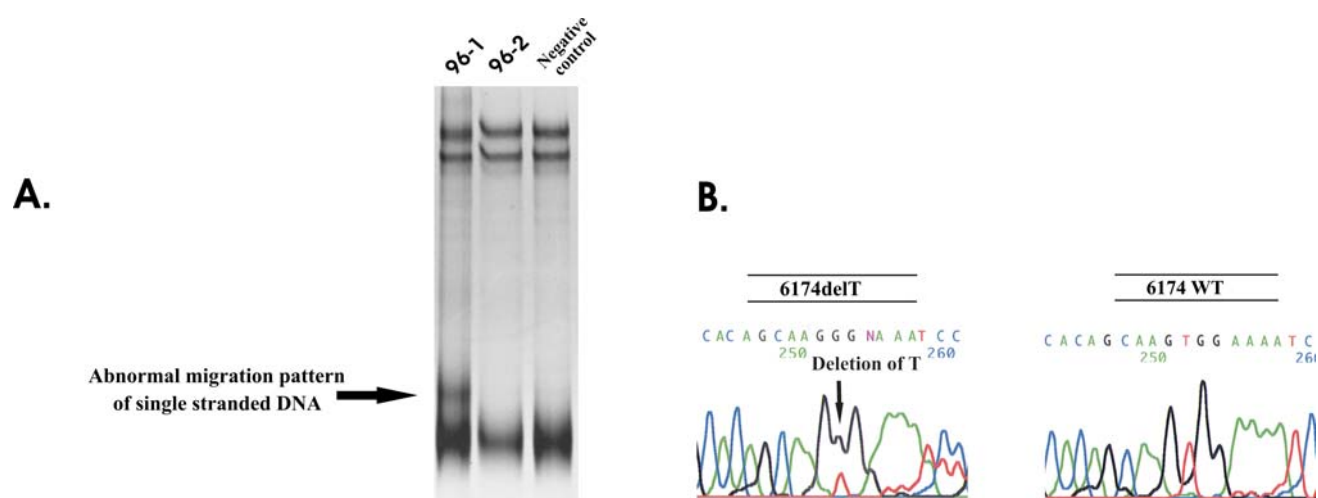 96-1
96-2
Negative
control
A.
Abnormal migration pattern
of single stranded DNA
B.
6174delT
CACAGCAAGGGNAAATCC
250
260
Deletion of T
6174 WT
CACAGCAAGTGGAAAATC
250